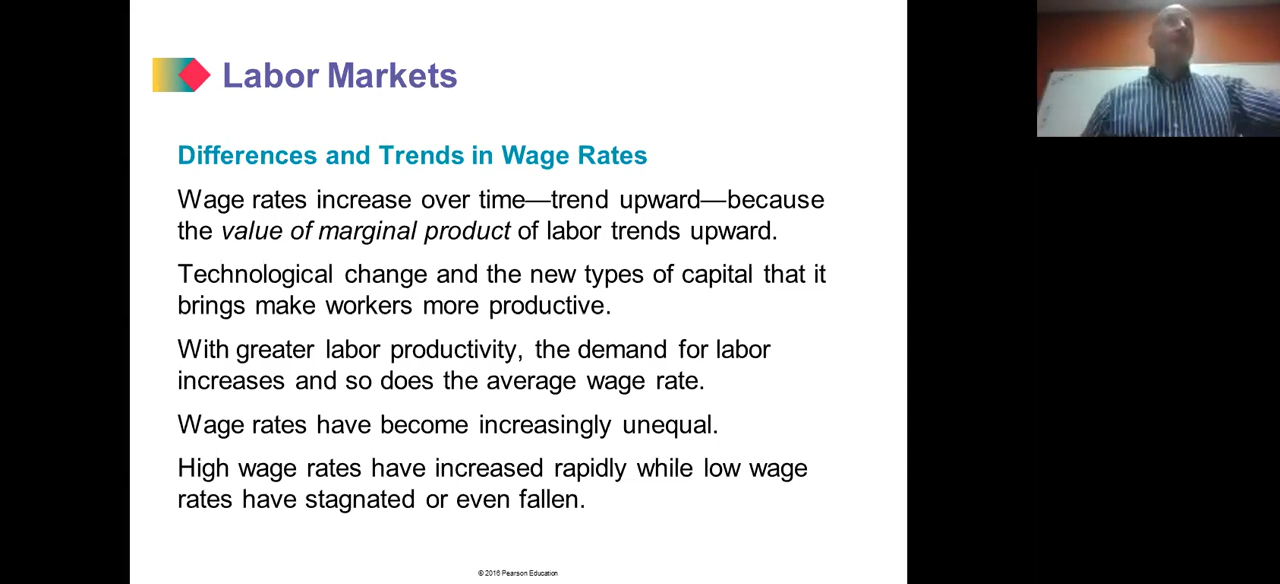 Labor Markets
Differences and Trends in Wage Rates
Wage rates increase over time—trend upward—because
the value of marginal product of labor trends upward.
Technological change and the new types of capital that it
brings make workers more productive.
With greater labor productivity, the demand for labor
increases and so does the average wage rate.
Wage rates have become increasingly unequal.
High wage rates have increased rapidly while low wage
rates have stagnated or even fallen.
© 2016 Pearson Education